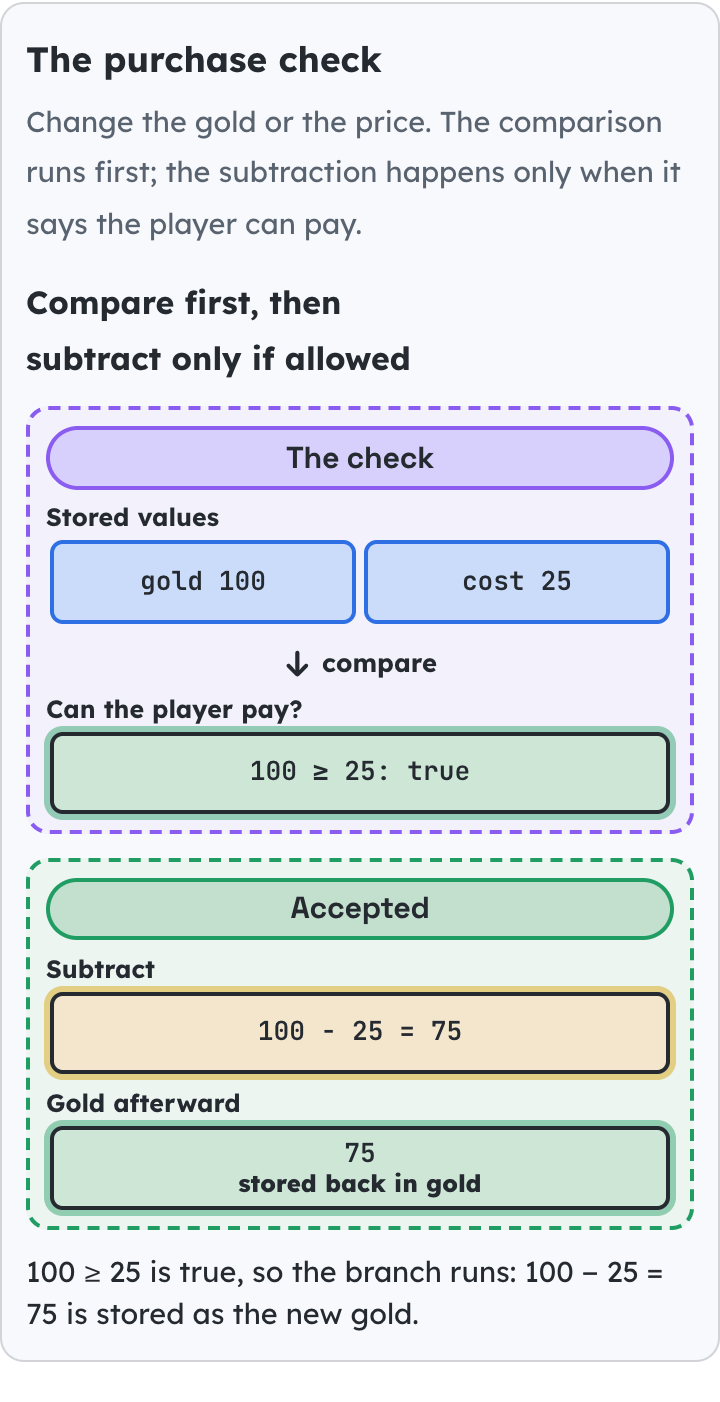 The purchase check
Change the gold or the price. The comparison
runs first; the subtraction happens only when it
says the player can pay.
Compare first, then
subtract only if allowed
The check
Stored values
gold 100
cost 25
↓ compare
Can the player pay?
100 ≥ 25: true
Accepted
Subtract
100 - 25 = 75
Gold afterward
75
stored back in gold
100 ≥ 25 is true, so the branch runs: 100 − 25 =
75 is stored as the new gold.